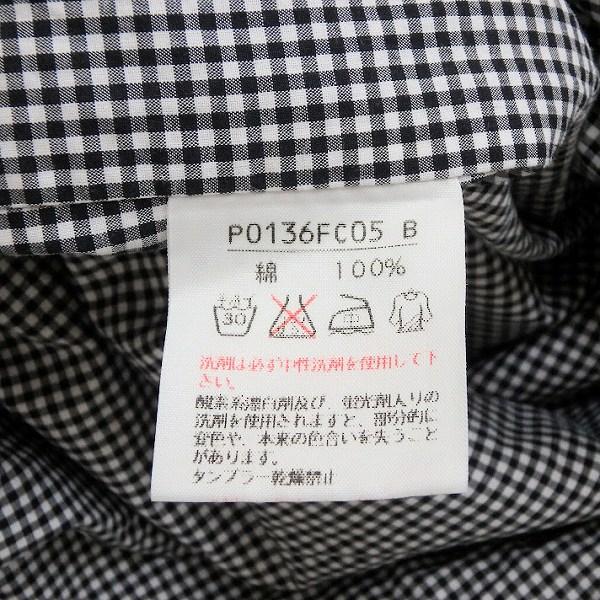 P0136FC05 B
綿 100%
30
洗剤は必ず中性洗剤を使用して下
さい。
酸素系漂白剤及び、蛍光剤入りの
洗剤を使用されますと、部分的に
変色や、本来の色合いを失うこと
があります。
タンブラー乾燥禁止